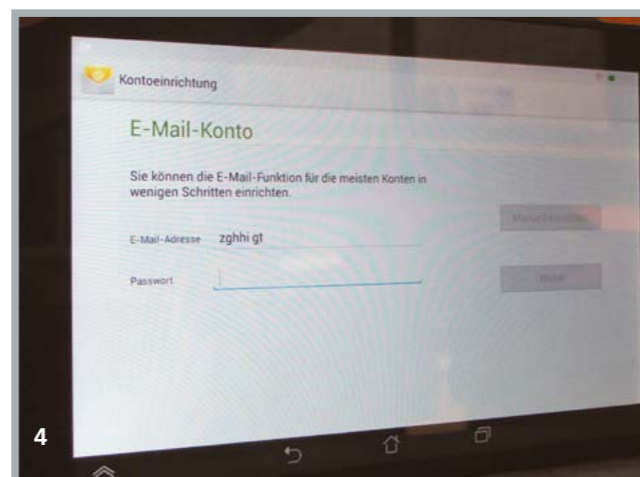 Kontoeinrichtung
E-Mail-Konto
Sie können die E-Mail-Funktion für die meisten Konten in
wenigen Schritten einrichten.
E-Mail-Adresse zghhi gt
Passwort
4